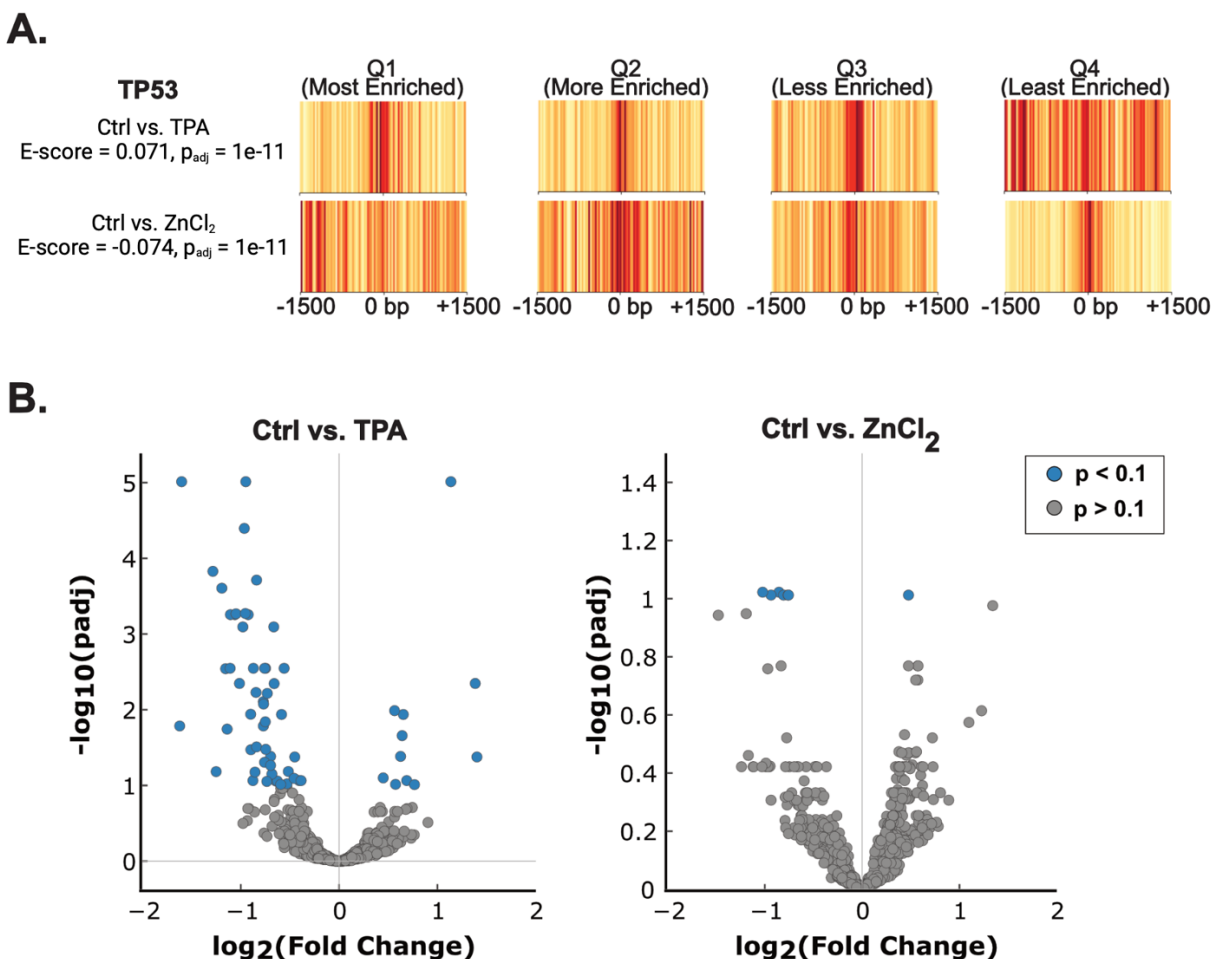 A.
TP53
Q1
(Most Enriched)
Q2
(More Enriched)
Q3
(Less Enriched)
Q4
(Least Enriched)
Ctrl vs. TPA
E-score = 0.071, padj = 1e-11
Ctrl vs. ZnCl2
E-score = -0.074, padj = 1e-11
-1500 0 bp +1500
-1500 0 bp +1500
-1500 0 bp +1500
-1500 0 bp +1500
B.
Ctrl vs. TPA
-log10(padj)
5
4
3
2
1
0
−2 −1 0 1 2
log2(Fold Change)
Ctrl vs. ZnCl2
-log10(padj)
1.4
1.2
1
0.8
0.6
0.4
0.2
0
−2 −1 0 1 2
log2(Fold Change)
p < 0.1
p > 0.1